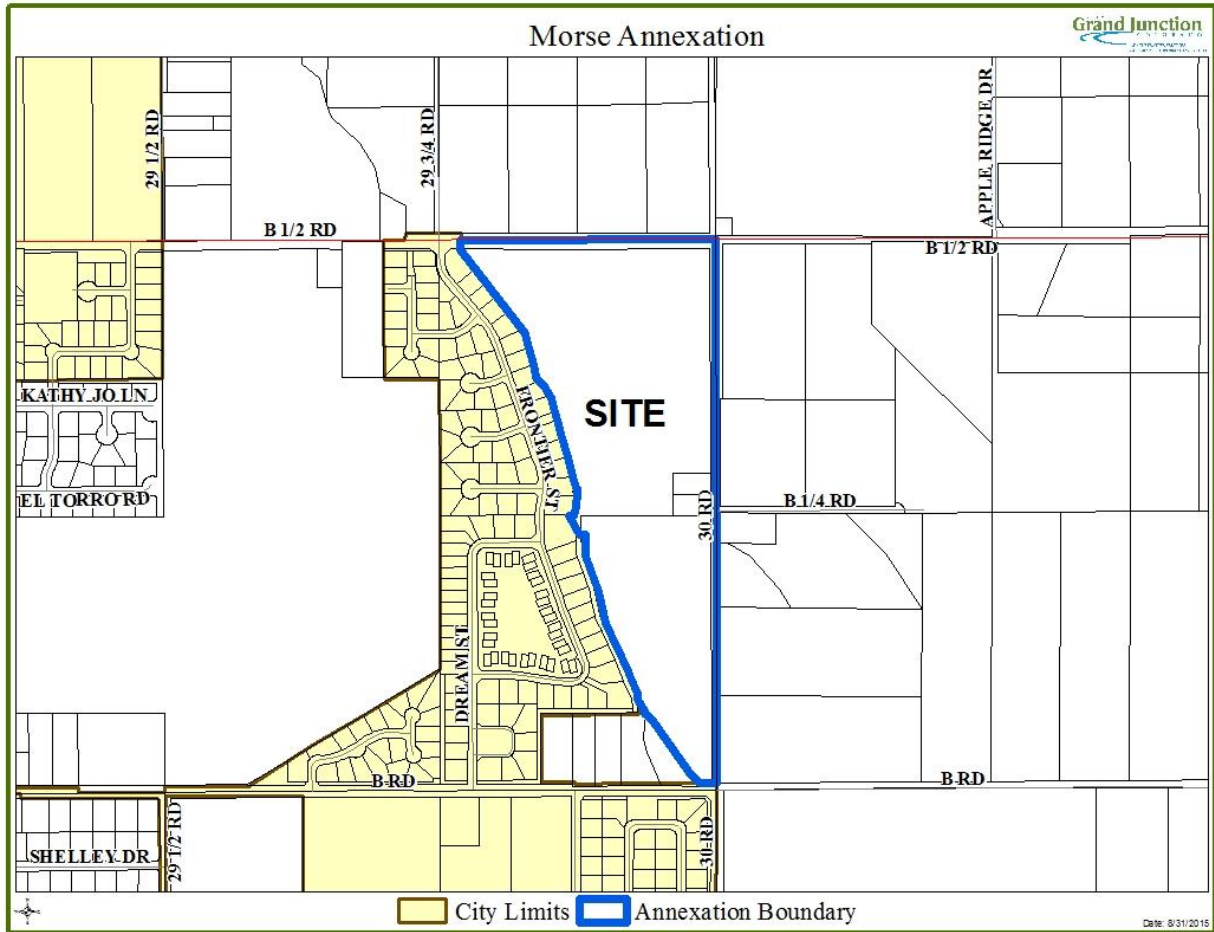 Morse Annexation
Grand Junction
COLORADO
29 1/2 RD
29 3/4 RD
APPLE RIDGE DR
B 1/2 RD
B 1/2 RD
KATHY JO LN
FRONTIER ST
SITE
EL TORRO RD
30 RD
B 1/4 RD
DREAM ST
B RD
B RD
29 1/2 RD
SHELLEY DR
30 RD
City Limits
Annexation Boundary
Date: 8/31/2015